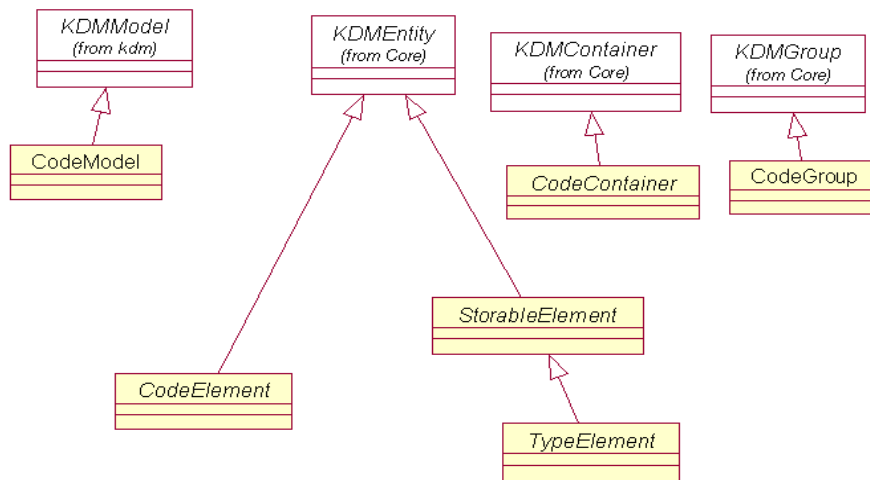 KDMModel
(from kdm)
KDMEntity
(from Core)
KDMContainer
(from Core)
KDMGroup
(from Core)
CodeModel
CodeContainer
CodeGroup
StorableElement
CodeElement
TypeElement